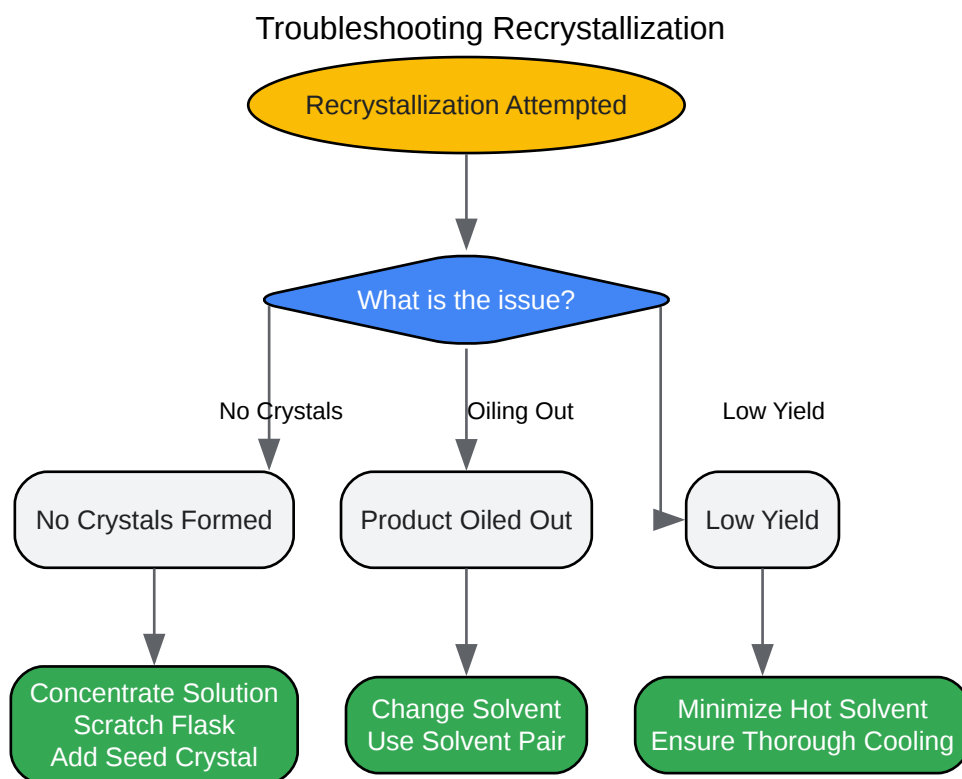 Troubleshooting Recrystallization
Recrystallization Attempted
What is the issue?
No Crystals
Oiling Out
Low Yield
No Crystals Formed
Product Oiled Out
Low Yield
Concentrate Solution
Scratch Flask
Add Seed Crystal
Change Solvent
Use Solvent Pair
Minimize Hot Solvent
Ensure Thorough Cooling